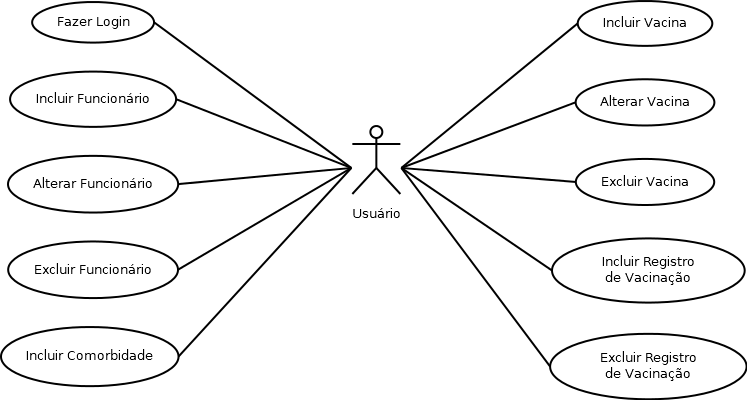 Fazer Login
Incluir Funcionário
Alterar Funcionário
Excluir Funcionário
Incluir Comorbidade
Usuário
Incluir Vacina
Alterar Vacina
Excluir Vacina
Incluir Registro
de Vacinação
Excluir Registro
de Vacinação